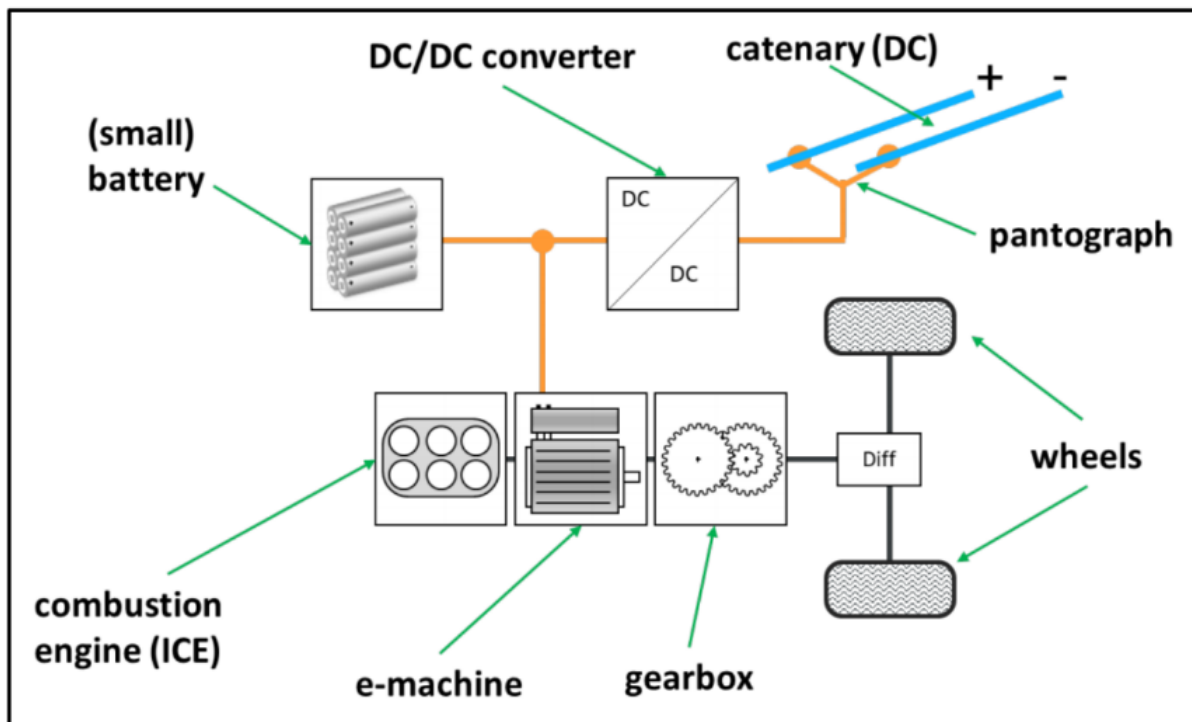 DC/DC converter
catenary (DC)
+ -
(small)
battery
DC
DC
pantograph
Diff
wheels
combustion
engine (ICE)
e-machine
gearbox